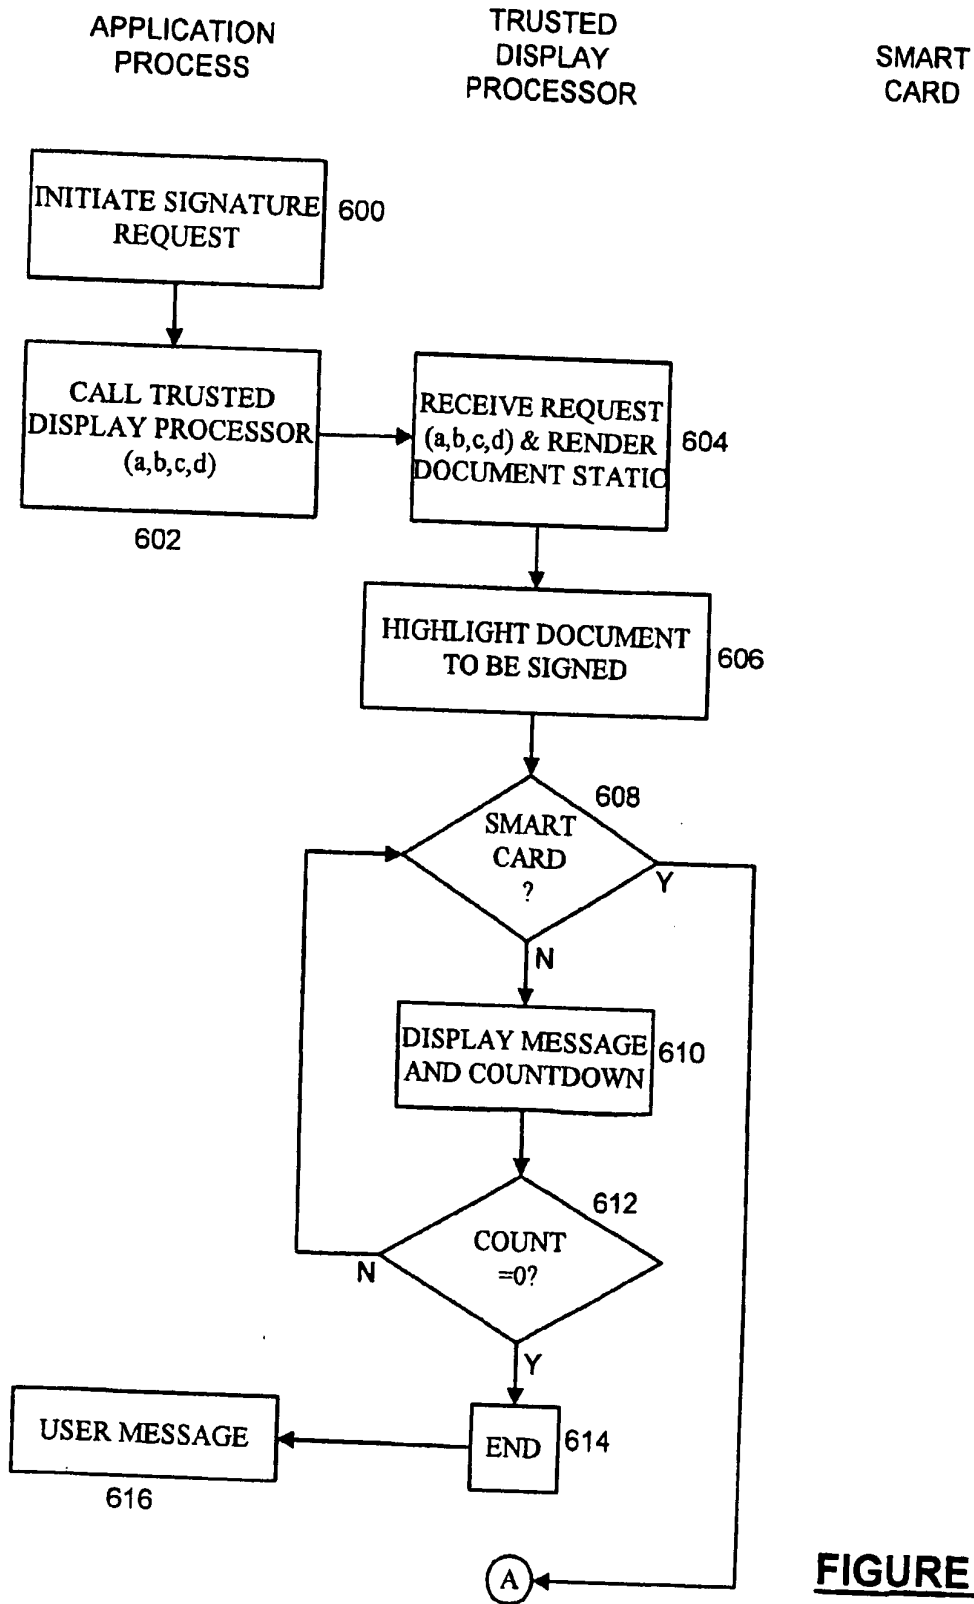 APPLICATION
PROCESS
TRUSTED
DISPLAY
PROCESSOR
SMART
CARD
INITIATE SIGNATURE
REQUEST
600
CALL TRUSTED
DISPLAY PROCESSOR
(a,b,c,d)
602
RECEIVE REQUEST
(a,b,c,d) & RENDER
DOCUMENT STATIC
604
HIGHLIGHT DOCUMENT
TO BE SIGNED
606
608
SMART
CARD
?
Y
N
DISPLAY MESSAGE
AND COUNTDOWN
610
612
COUNT
=0?
N
Y
USER MESSAGE
616
END
614
A
FIGURE